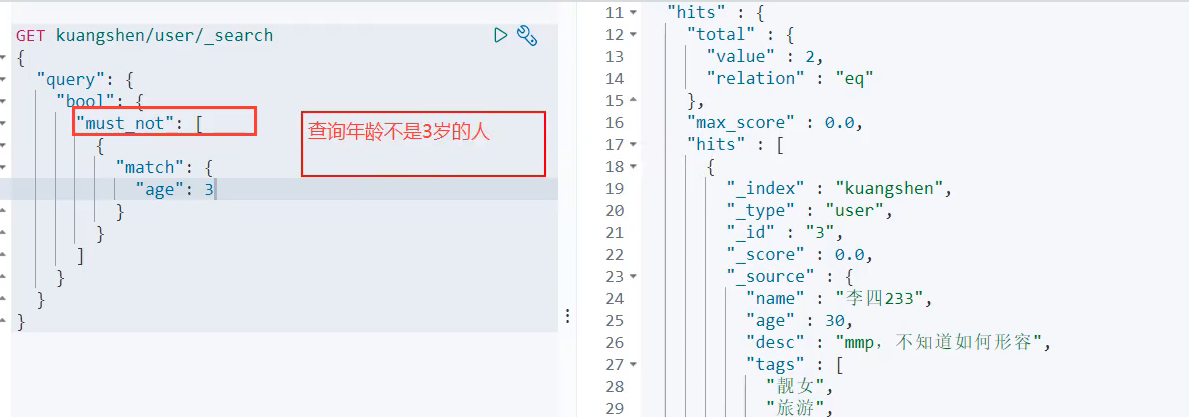 GET kuangshen/user/_search
{
"query": {
"bool": {
"must_not": [
{
"match": {
"age": 3
}
}
]
}
}
}
查询年龄不是3岁的人
11 "hits" : {
12 "total" : {
13 "value" : 2,
14 "relation" : "eq"
15 },
16 "max_score" : 0.0,
17 "hits" : [
18 {
19 "_index" : "kuangshen",
20 "_type" : "user",
21 "_id" : "3",
22 "_score" : 0.0,
23 "_source" : {
24 "name" : "李四233",
25 "age" : 30,
26 "desc" : "mmp，不知道如何形容",
27 "tags" : [
28 "靓女",
29 "旅游",